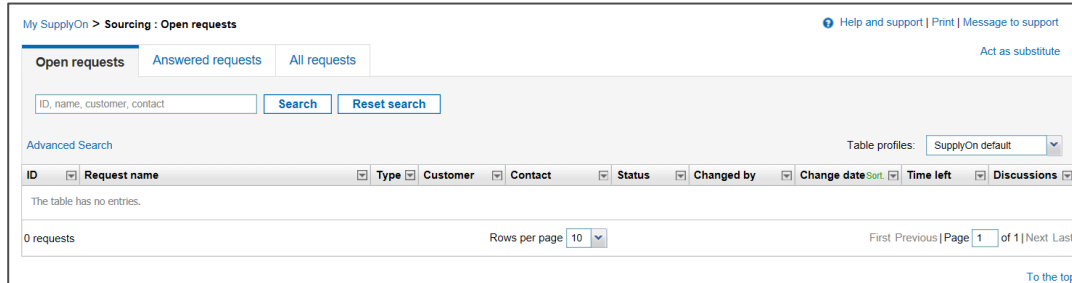 My SupplyOn > Sourcing : Open requests
Help and support | Print | Message to support
Act as substitute
Open requests Answered requests All requests
ID, name, customer, contact Search Reset search
Advanced Search
Table profiles: SupplyOn default
ID Request name Type Customer Contact Status Changed by Change date Sort. Time left Discussions
The table has no entries.
0 requests Rows per page 10 First Previous | Page 1 of 1 | Next Last
To the top